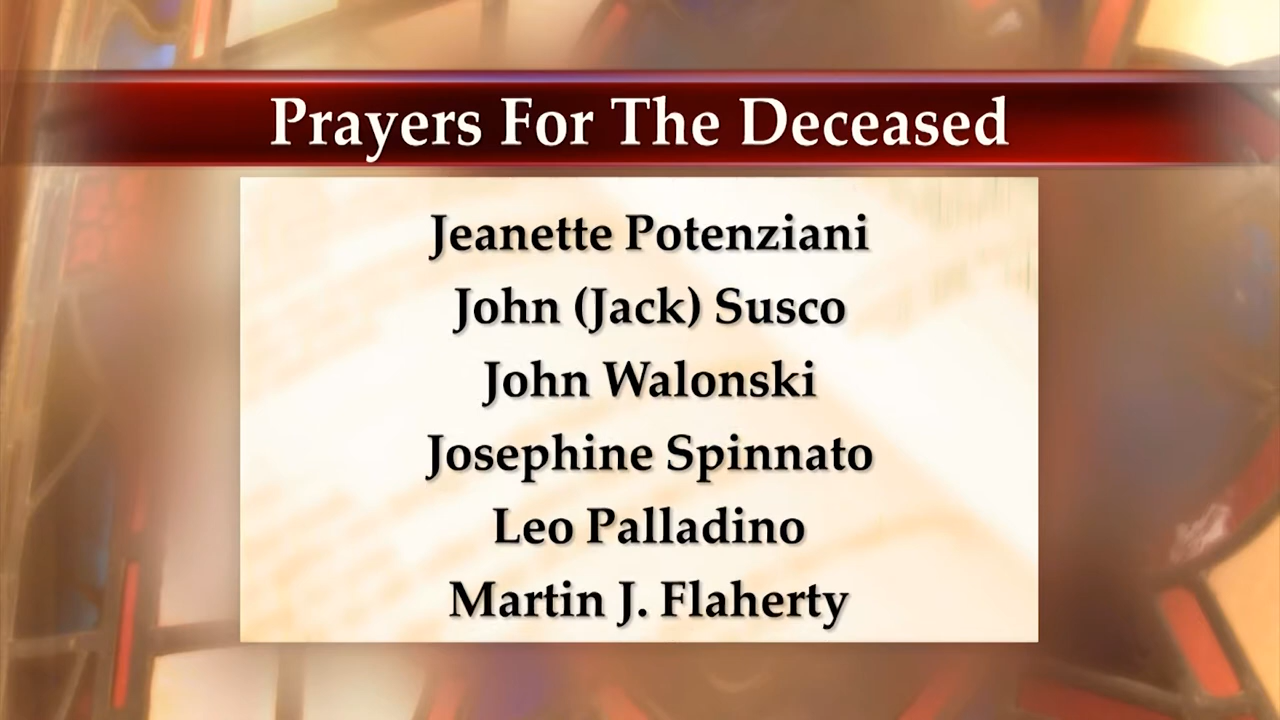 Prayers For The Deceased
Jeanette Potenziani
John (Jack) Susco
John Walonski
Josephine Spinnato
Leo Palladino
Martin J. Flaherty